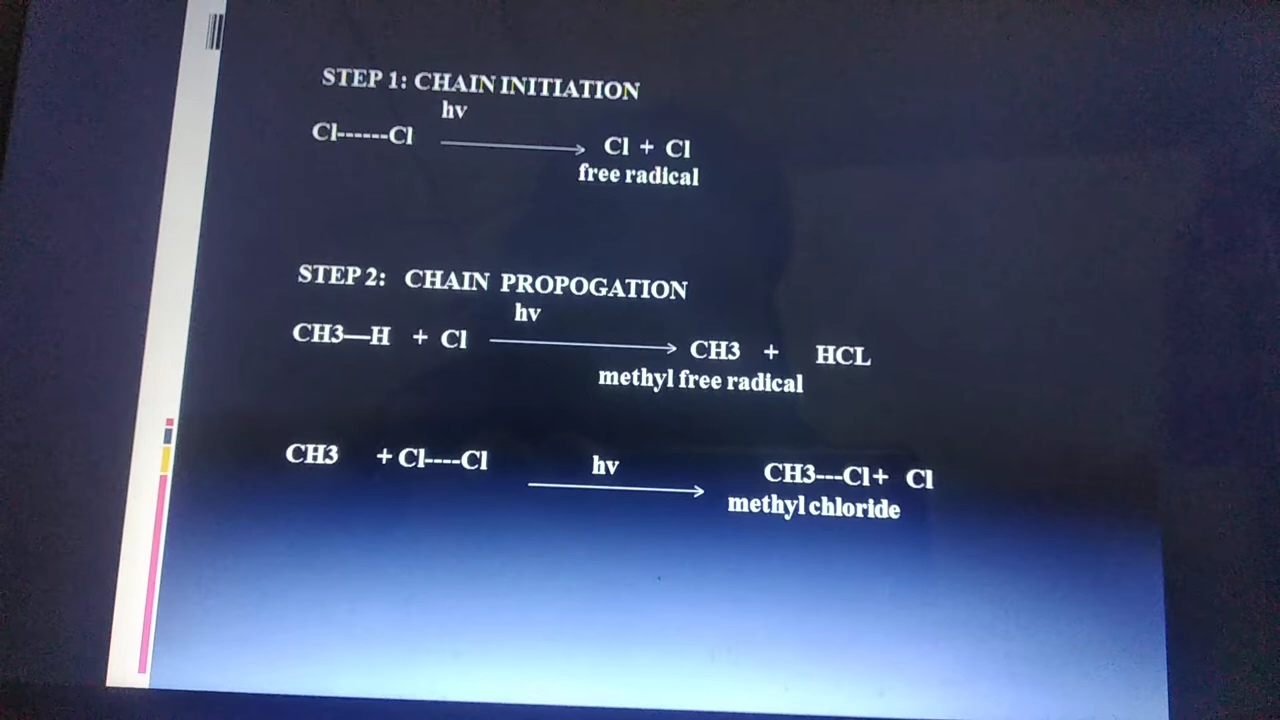 STEP 1: CHAIN INITIATION
hv
Cl------Cl Cl + Cl
free radical
STEP 2: CHAIN PROPOGATION
hv
CH3—H + Cl CH3 + HCL
methyl free radical
CH3 + Cl----Cl hv CH3---Cl+ Cl
methyl chloride